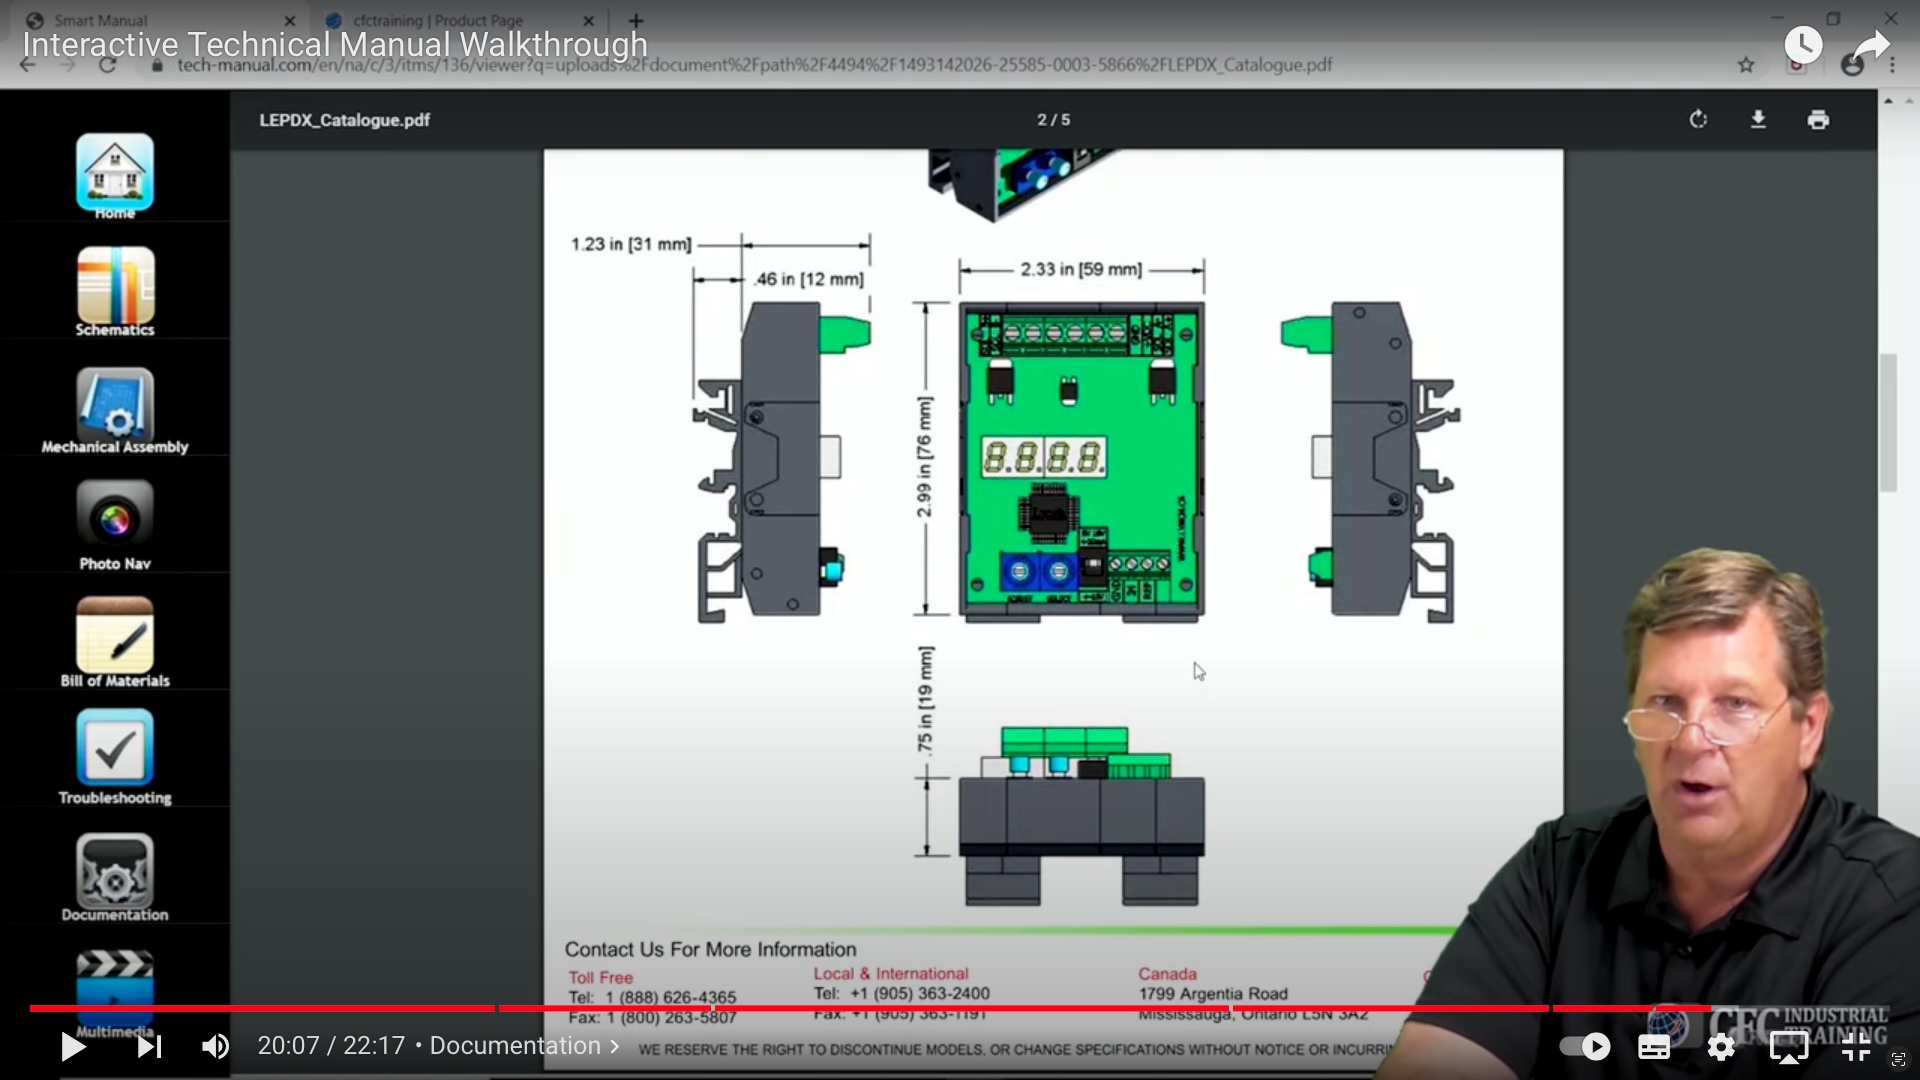 Smart Manual
cfctraining | Product Page
Interactive Technical Manual Walkthrough
tech-manual.com/en/na/c/3/itms/136/viewer?q=uploads%2Fdocument%2Fpath%2F4494%2F1493142026-25585-0003-5866%2FLEPDX_Catalogue.pdf
LEPDX_Catalogue.pdf
2 / 5
Home
Schematics
Mechanical Assembly
Photo Nav
Bill of Materials
Troubleshooting
Documentation
Multimedia
1.23 in [31 mm]
.46 in [12 mm]
2.33 in [59 mm]
2.99 in [76 mm]
8.8.8.8.
GND
IN
REF
.75 in [19 mm]
Contact Us For More Information
Toll Free
Tel: 1 (888) 626-4365
Fax: 1 (800) 263-5807
Local & International
Tel: +1 (905) 363-2400
Fax: +1 (905) 363-1191
Canada
1799 Argentia Road
Mississauga, Ontario L5N 3A2
WE RESERVE THE RIGHT TO DISCONTINUE MODELS, OR CHANGE SPECIFICATIONS WITHOUT NOTICE OR
CFC INDUSTRIAL
TRAINING
20:07 / 22:17 • Documentation